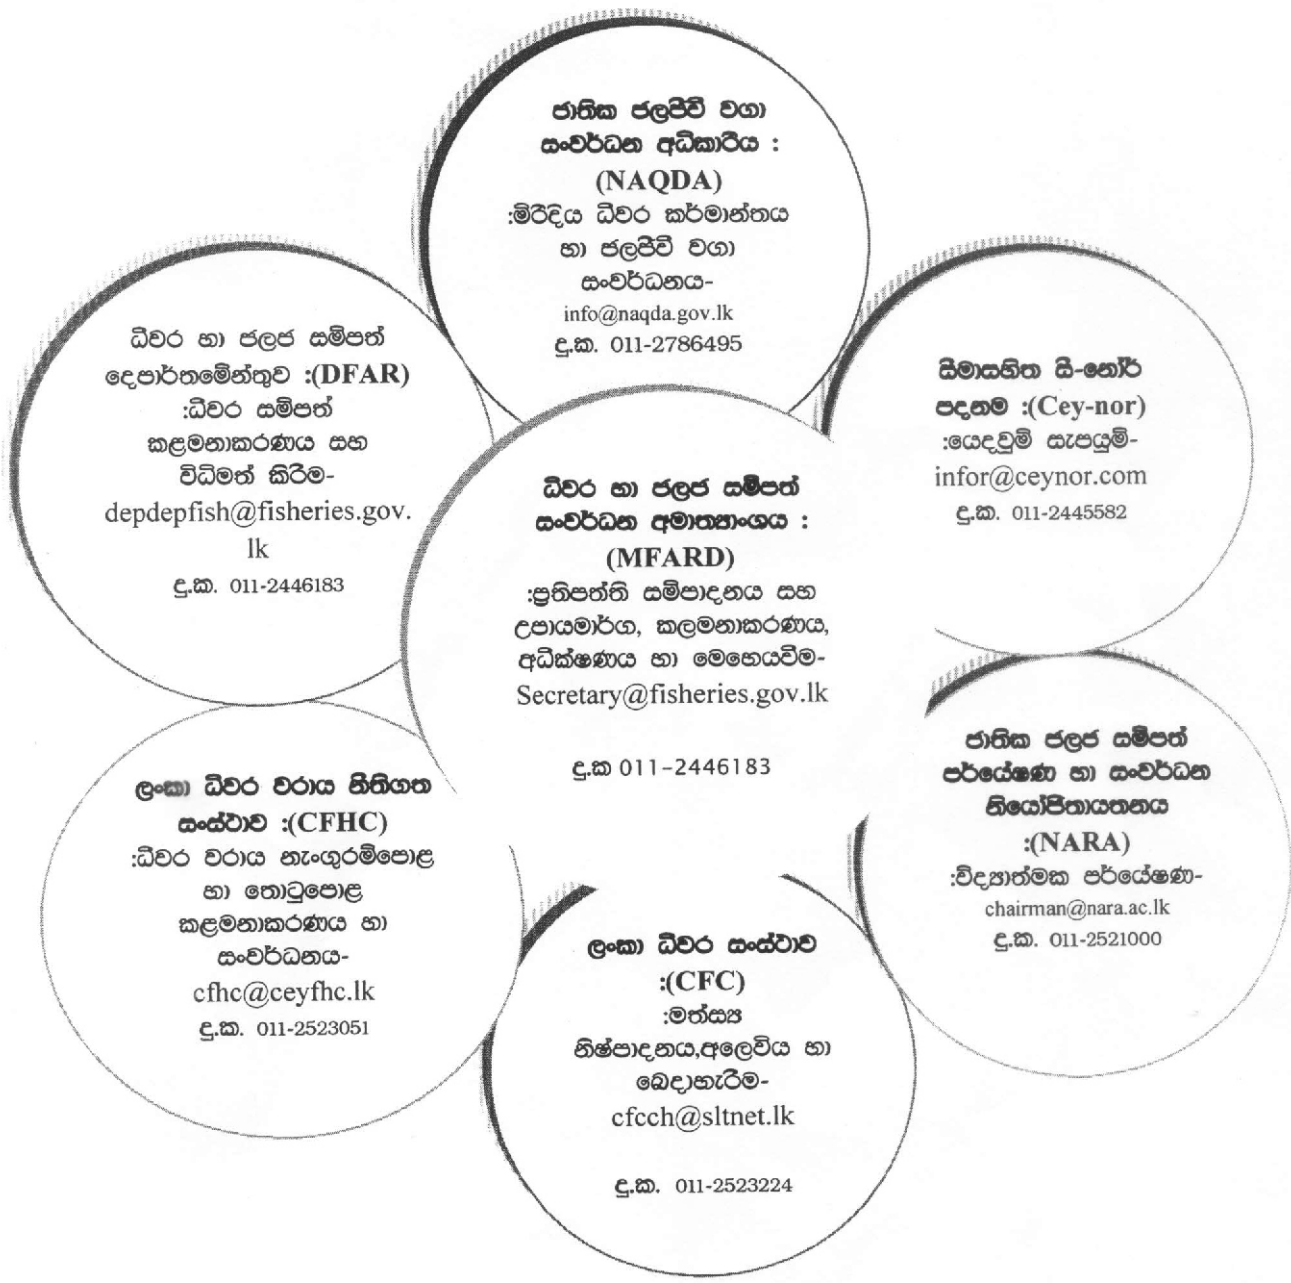 ජාතික ජලජීවී වගා
සංවර්ධන අධිකාරිය :
(NAQDA)
:මිරිදිය ධීවර කර්මාන්තය
හා ජලජීවී වගා
සංවර්ධනය-
info@naqda.gov.lk
දු.ක. 011-2786495
ධීවර හා ජලජ සම්පත්
දෙපාර්තමේන්තුව :(DFAR)
:ධීවර සම්පත්
කළමනාකරණය සහ
විධිමත් කිරීම-
depdepfish@fisheries.gov.
lk
දු.ක. 011-2446183
සීමාසහිත සී-නෝර්
පදනම :(Cey-nor)
:යෙදවුම් සැපයුම්-
infor@ceynor.com
දු.ක. 011-2445582
ධීවර හා ජලජ සම්පත්
සංවර්ධන අමාත්‍යාංශය :
(MFARD)
:ප්‍රතිපත්ති සම්පාදනය සහ
උපායමාර්ග, කලමනාකරණය,
අධීක්ෂණය හා මෙහෙයවීම-
Secretary@fisheries.gov.lk
දු.ක 011-2446183
ජාතික ජලජ සම්පත්
පර්යේෂණ හා සංවර්ධන
නියෝජිතායතනය
:(NARA)
:විද්‍යාත්මක පර්යේෂණ-
chairman@nara.ac.lk
දු.ක. 011-2521000
ලංකා ධීවර වරාය නීතිගත
සංස්ථාව :(CFHC)
:ධීවර වරාය නැංගුරම්පොළ
හා තොටුපොළ
කළමනාකරණය හා
සංවර්ධනය-
cfhc@ceyfhc.lk
දු.ක. 011-2523051
ලංකා ධීවර සංස්ථාව
:(CFC)
:මත්ස්‍ය
නිෂ්පාදනය,අලෙවිය හා
බෙදාහැරීම-
cfcch@sltnet.lk
දු.ක. 011-2523224